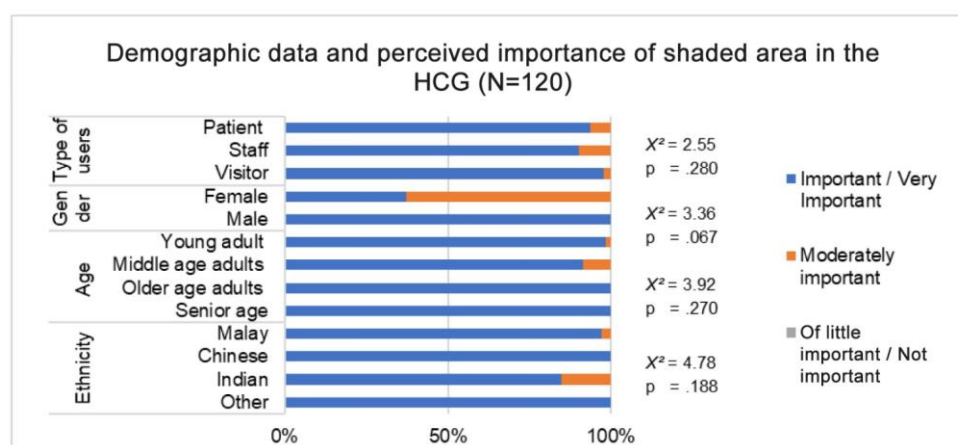 Demographic data and perceived importance of shaded area in the
HCG (N=120)
Type of
users
Patient
Staff
Visitor
Gen
der
Female
Male
Age
Young adult
Middle age adults
Older age adults
Senior age
Ethnicity
Malay
Chinese
Indian
Other
0%
50%
100%
X² = 2.55
p = .280
X² = 3.36
p = .067
X² = 3.92
p = .270
X² = 4.78
p = .188
Important / Very
Important
Moderately
important
Of little
important / Not
important